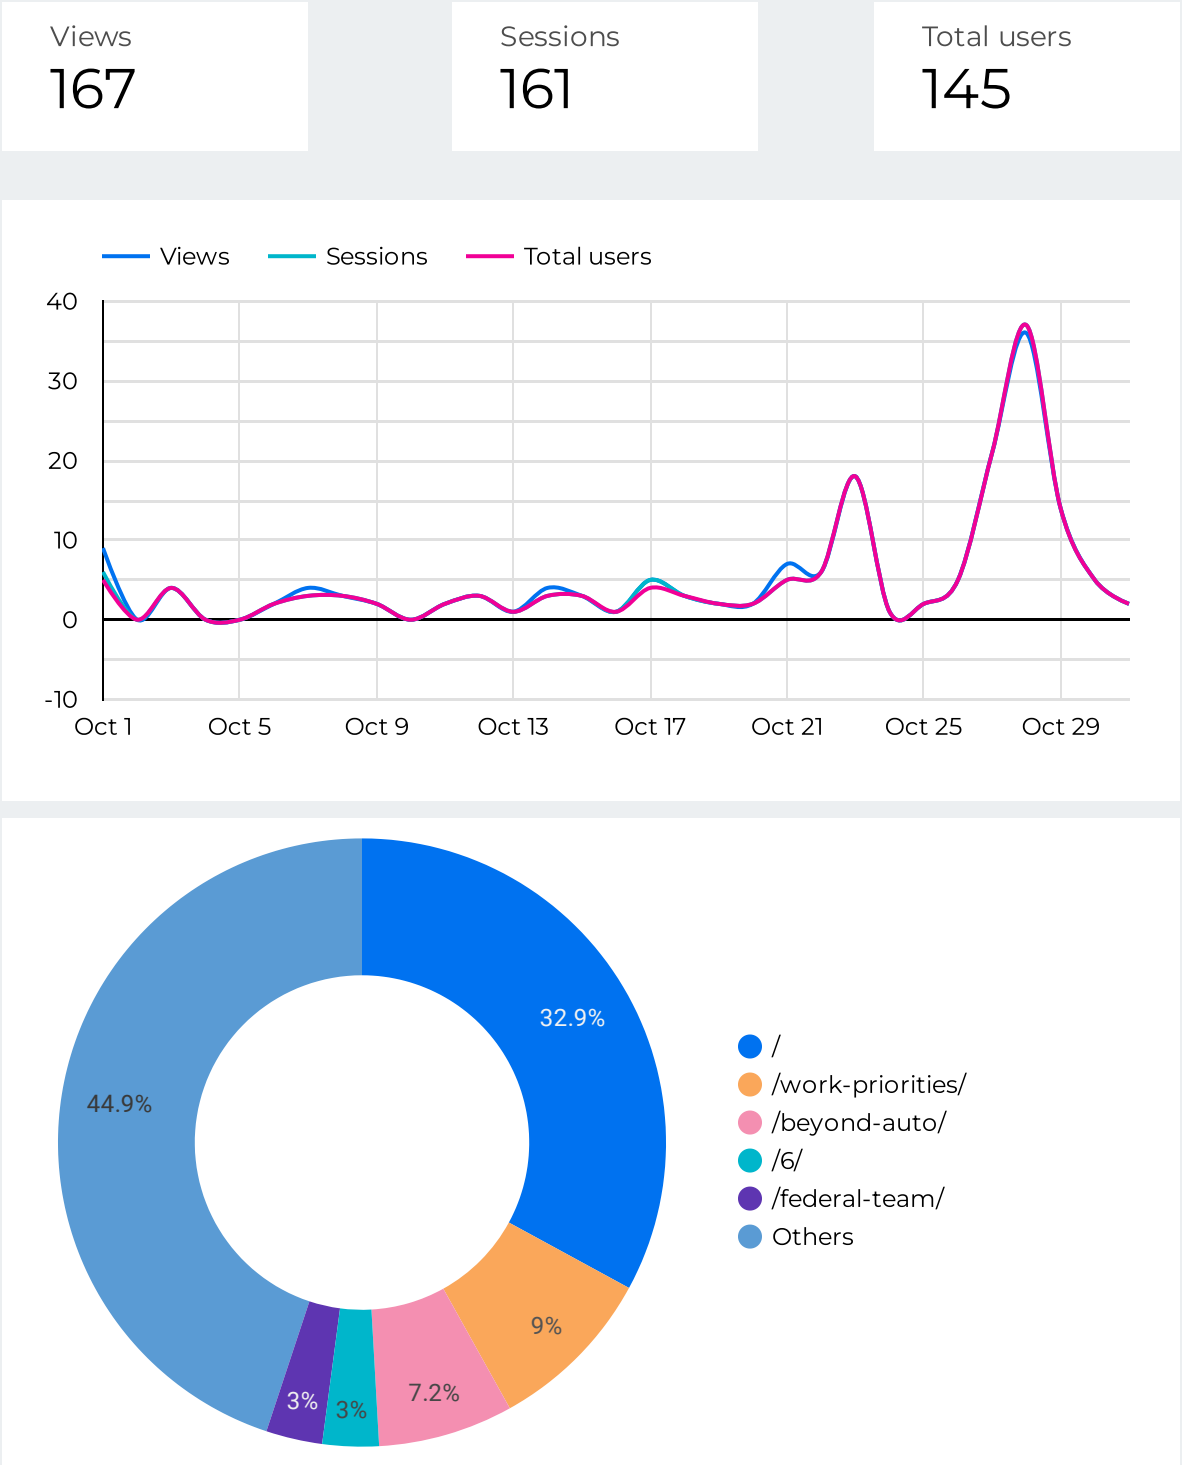 Views
167
Sessions
161
Total users
145
Views Sessions Total users
40
30
20
10
0
-10
Oct 1 Oct 5 Oct 9 Oct 13 Oct 17 Oct 21 Oct 25 Oct 29
32.9%
44.9%
9%
7.2%
3%
3%
/
/work-priorities/
/beyond-auto/
/6/
/federal-team/
Others